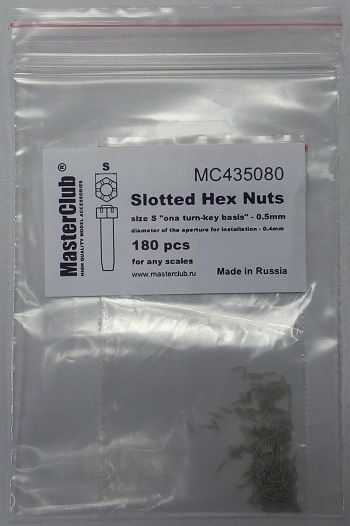 MasterClub®
HIGH QUALITY MODEL ACCESSORIES
S
MC435080
Slotted Hex Nuts
size S "ona turn-key basis" - 0.5mm
diameter of the aperture for installation - 0.4mm
180 pcs
for any scales
www.masterclub.ru
Made in Russia